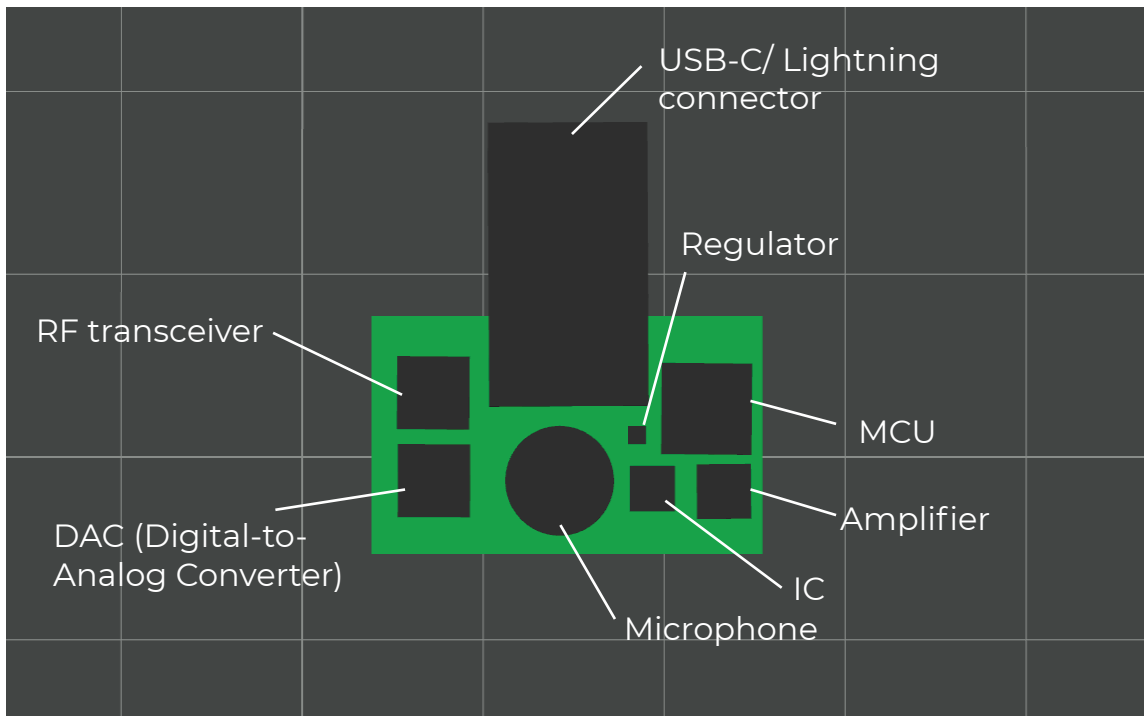 USB-C/ Lightning
connector
Regulator
RF transceiver
MCU
Amplifier
DAC (Digital-to-
Analog Converter)
IC
Microphone